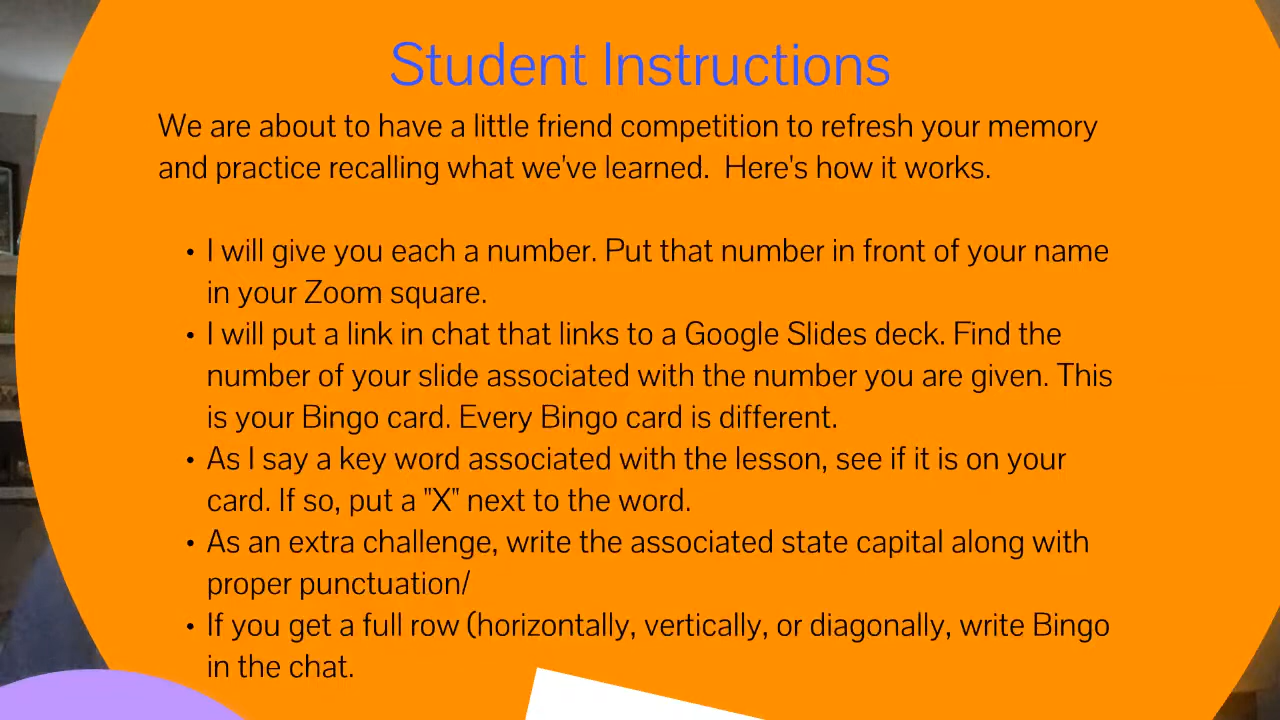 Student Instructions
We are about to have a little friend competition to refresh your memory
and practice recalling what we've learned.  Here's how it works.
• I will give you each a number. Put that number in front of your name
in your Zoom square.
• I will put a link in chat that links to a Google Slides deck. Find the
number of your slide associated with the number you are given. This
is your Bingo card. Every Bingo card is different.
• As I say a key word associated with the lesson, see if it is on your
card. If so, put a "X" next to the word.
• As an extra challenge, write the associated state capital along with
proper punctuation/
• If you get a full row (horizontally, vertically, or diagonally, write Bingo
in the chat.